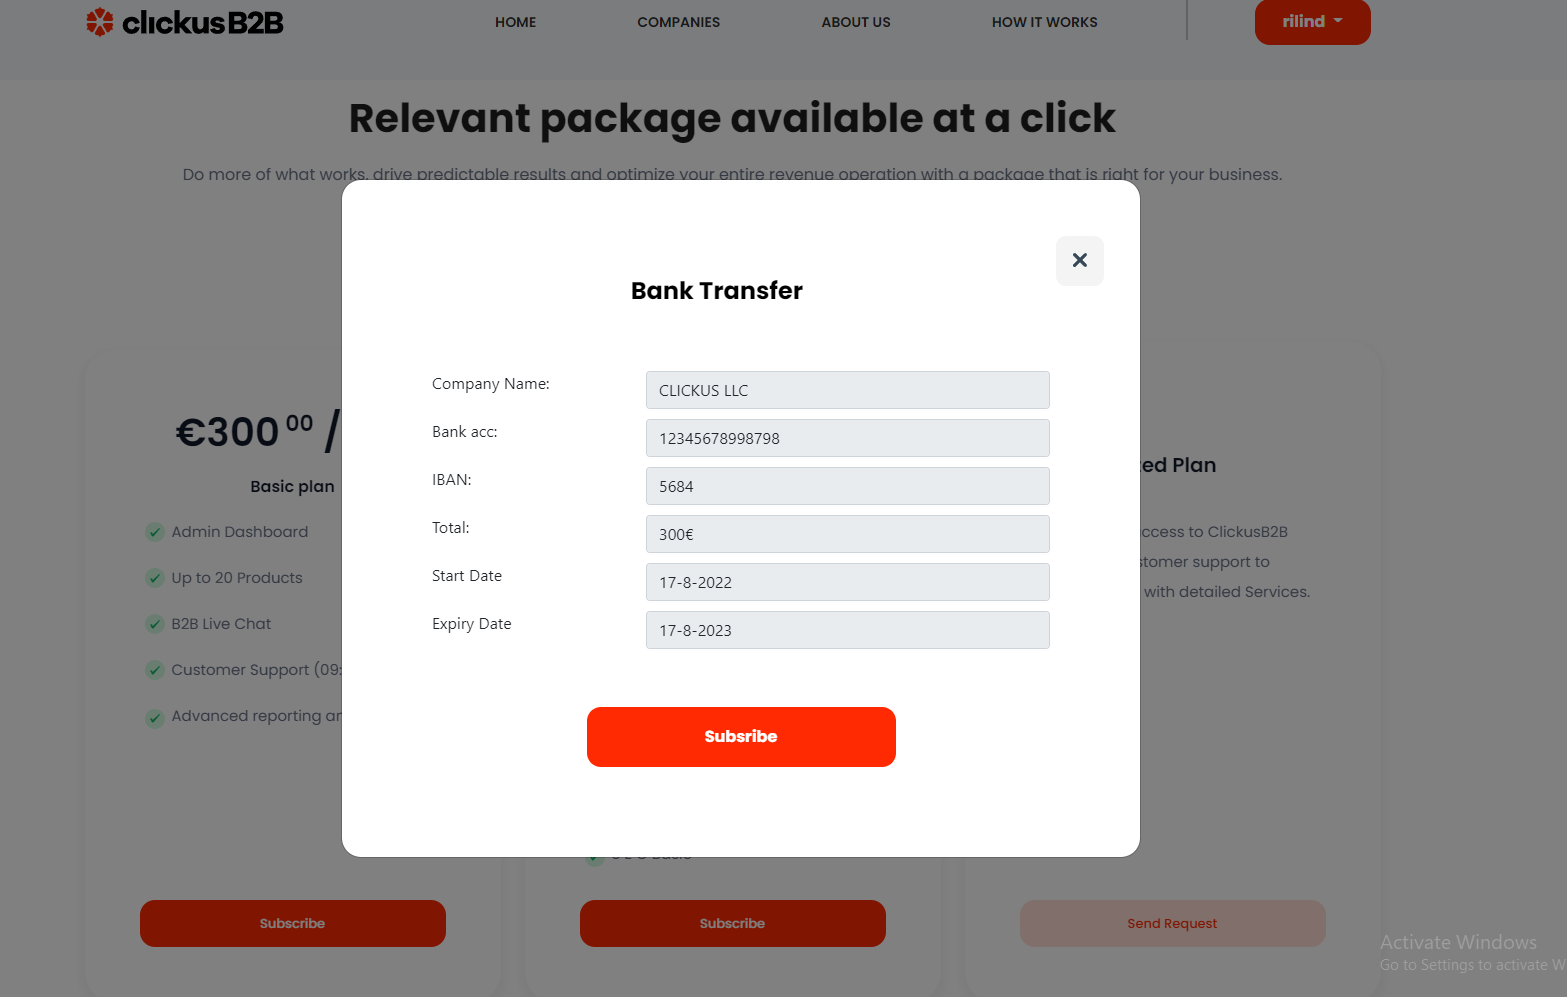 clickusB2B
HOME
COMPANIES
ABOUT US
HOW IT WORKS
rilind
Relevant package available at a click
Do more of what works, drive predictable results and optimize your entire revenue operation with a package that is right for your business.
Bank Transfer
Company Name:
CLICKUS LLC
Bank acc:
12345678998798
IBAN:
5684
Total:
300€
Start Date
17-8-2022
Expiry Date
17-8-2023
Subsribe
€300 00 /
Basic plan
Admin Dashboard
Up to 20 Products
B2B Live Chat
Customer Support (09:
Advanced reporting
Subscribe
Subscribe
Plan
ClickusB2B
support to
with detailed Services.
Send Request
Activate Windows
Go to Settings to activate W